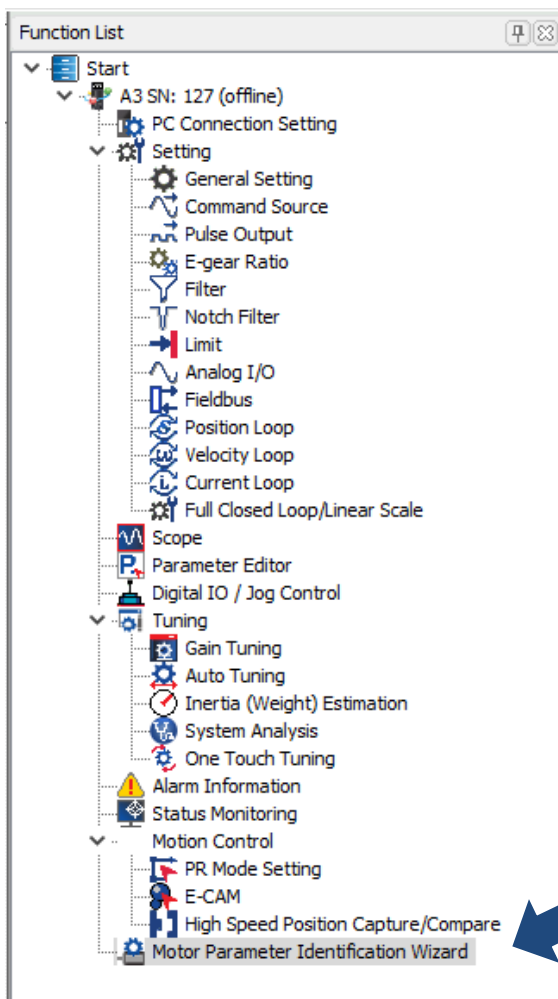 Function List
Start
A3 SN: 127 (offline)
PC Connection Setting
Setting
General Setting
Command Source
Pulse Output
E-gear Ratio
Filter
Notch Filter
Limit
Analog I/O
Fieldbus
Position Loop
Velocity Loop
Current Loop
Full Closed Loop/Linear Scale
Scope
Parameter Editor
Digital IO / Jog Control
Tuning
Gain Tuning
Auto Tuning
Inertia (Weight) Estimation
System Analysis
One Touch Tuning
Alarm Information
Status Monitoring
Motion Control
PR Mode Setting
E-CAM
High Speed Position Capture/Compare
Motor Parameter Identification Wizard